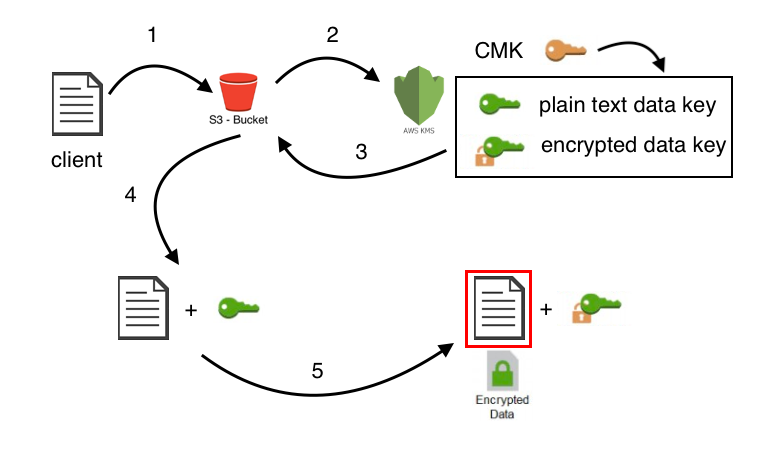 1
2
CMK
S3 - Bucket
AWS KMS
plain text data key
encrypted data key
client
3
4
+
+
5
Encrypted
Data